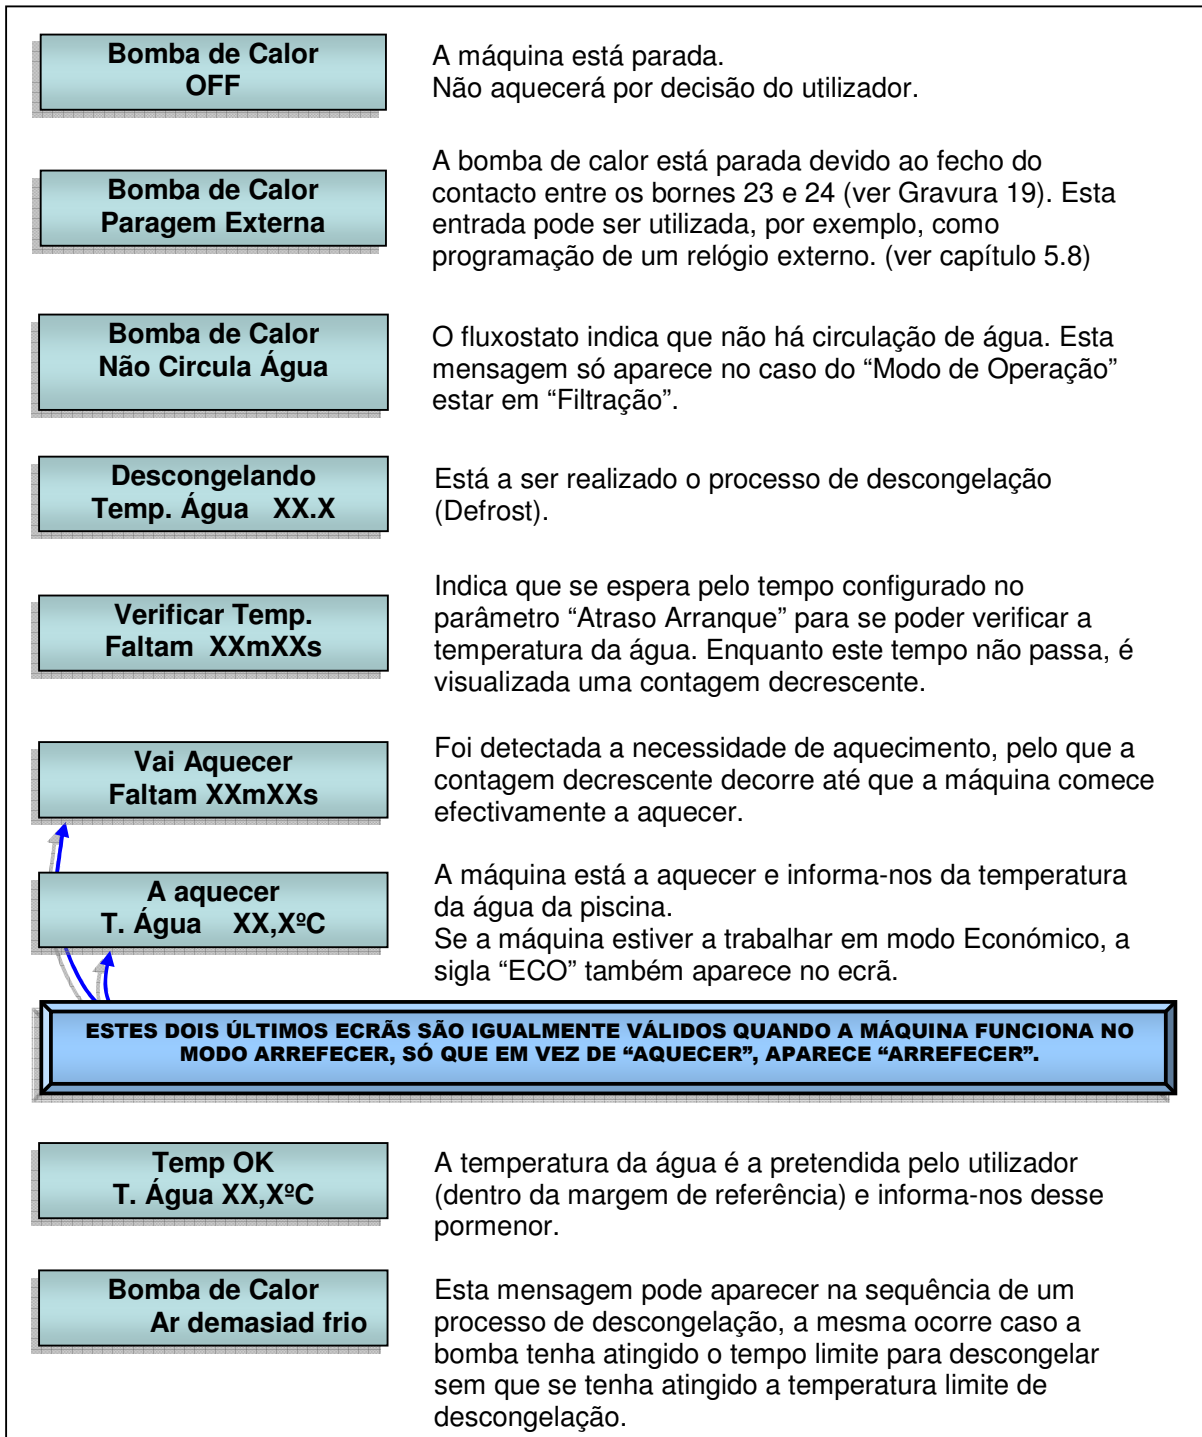 Bomba de Calor
OFF
A máquina está parada.
Não aquecerá por decisão do utilizador.
Bomba de Calor
Paragem Externa
A bomba de calor está parada devido ao fecho do
contacto entre os bornes 23 e 24 (ver Gravura 19). Esta
entrada pode ser utilizada, por exemplo, como
programação de um relógio externo. (ver capítulo 5.8)
Bomba de Calor
Não Circula Água
O fluxostato indica que não há circulação de água. Esta
mensagem só aparece no caso do “Modo de Operação”
estar em “Filtração”.
Descongelando
Temp. Água XX.X
Está a ser realizado o processo de descongelação
(Defrost).
Verificar Temp.
Faltam XXmXXs
Indica que se espera pelo tempo configurado no
parâmetro “Atraso Arranque” para se poder verificar a
temperatura da água. Enquanto este tempo não passa, é
visualizada uma contagem decrescente.
Vai Aquecer
Faltam XXmXXs
Foi detectada a necessidade de aquecimento, pelo que a
contagem decrescente decorre até que a máquina comece
efectivamente a aquecer.
A aquecer
T. Água XX,XºC
A máquina está a aquecer e informa-nos da temperatura
da água da piscina.
Se a máquina estiver a trabalhar em modo Económico, a
sigla “ECO” também aparece no ecrã.
ESTES DOIS ÚLTIMOS ECRÃS SÃO IGUALMENTE VÁLIDOS QUANDO A MÁQUINA FUNCIONA NO
MODO ARREFECER, SÓ QUE EM VEZ DE “AQUECER”, APARECE “ARREFECER”.
Temp OK
T. Água XX,XºC
A temperatura da água é a pretendida pelo utilizador
(dentro da margem de referência) e informa-nos desse
pormenor.
Bomba de Calor
Ar demasiad frio
Esta mensagem pode aparecer na sequência de um
processo de descongelação, a mesma ocorre caso a
bomba tenha atingido o tempo limite para descongelar
sem que se tenha atingido a temperatura limite de
descongelação.